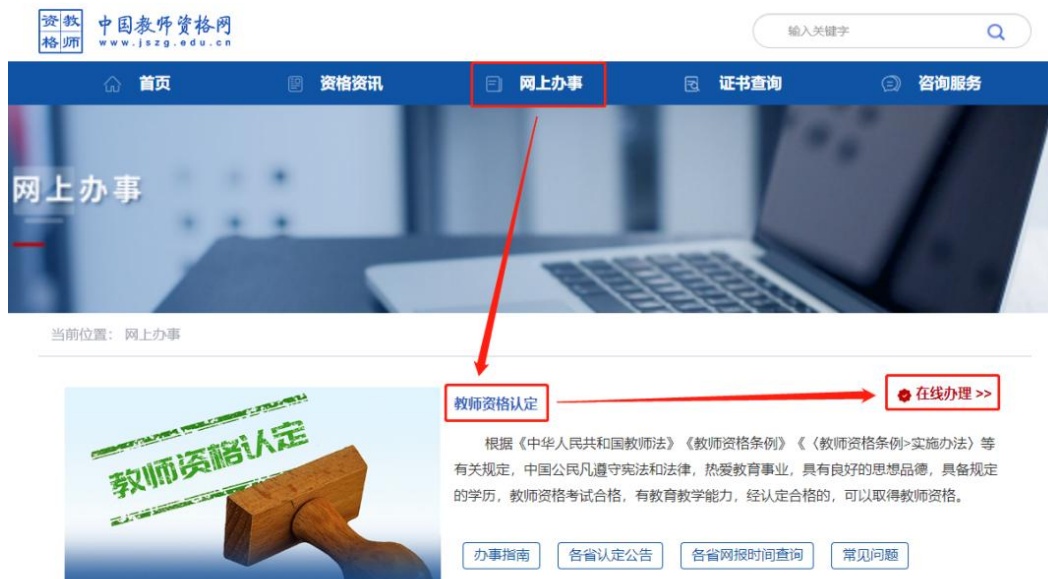 资教
格师
中国教师资格网
www.jszg.edu.cn
输入关键字
首页
资格资讯
网上办事
证书查询
咨询服务
网上办事
当前位置： 网上办事
教师资格认定
教师资格认定
在线办理 >>
根据《中华人民共和国教师法》《教师资格条例》《〈教师资格条例>实施办法〉等
有关规定，中国公民凡遵守宪法和法律，热爱教育事业，具有良好的思想品德，具备规定
的学历，教师资格考试合格，有教育教学能力，经认定合格的，可以取得教师资格。
办事指南
各省认定公告
各省网报时间查询
常见问题